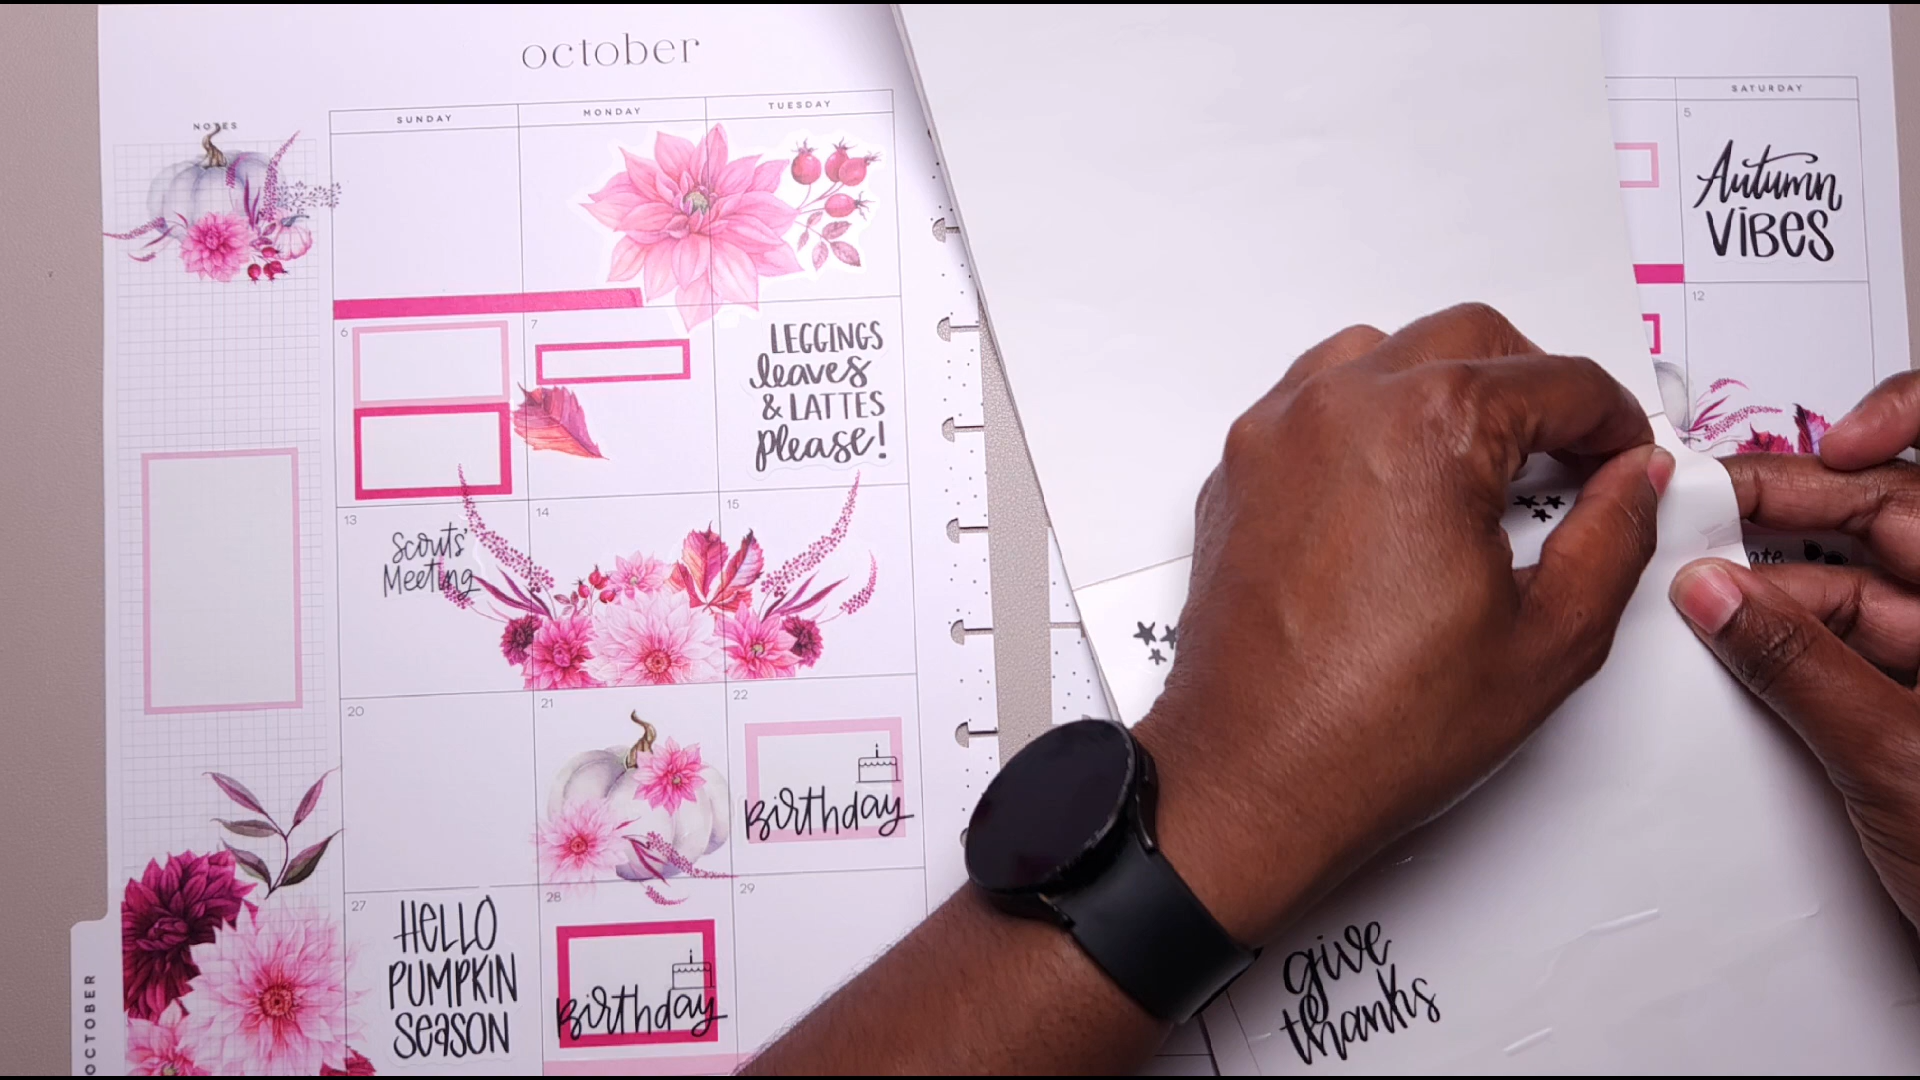 october
NOTES
SUNDAY
MONDAY
TUESDAY
SATURDAY
5
Autumn
VIBES
6
7
LEGGINGS
leaves
& LATTES
please!
12
13
Scouts'
Meeting
14
15
20
21
22
Birthday
27
HELLO
PUMPKIN
SEASON
28
Birthday
29
give
thanks
OCTOBER